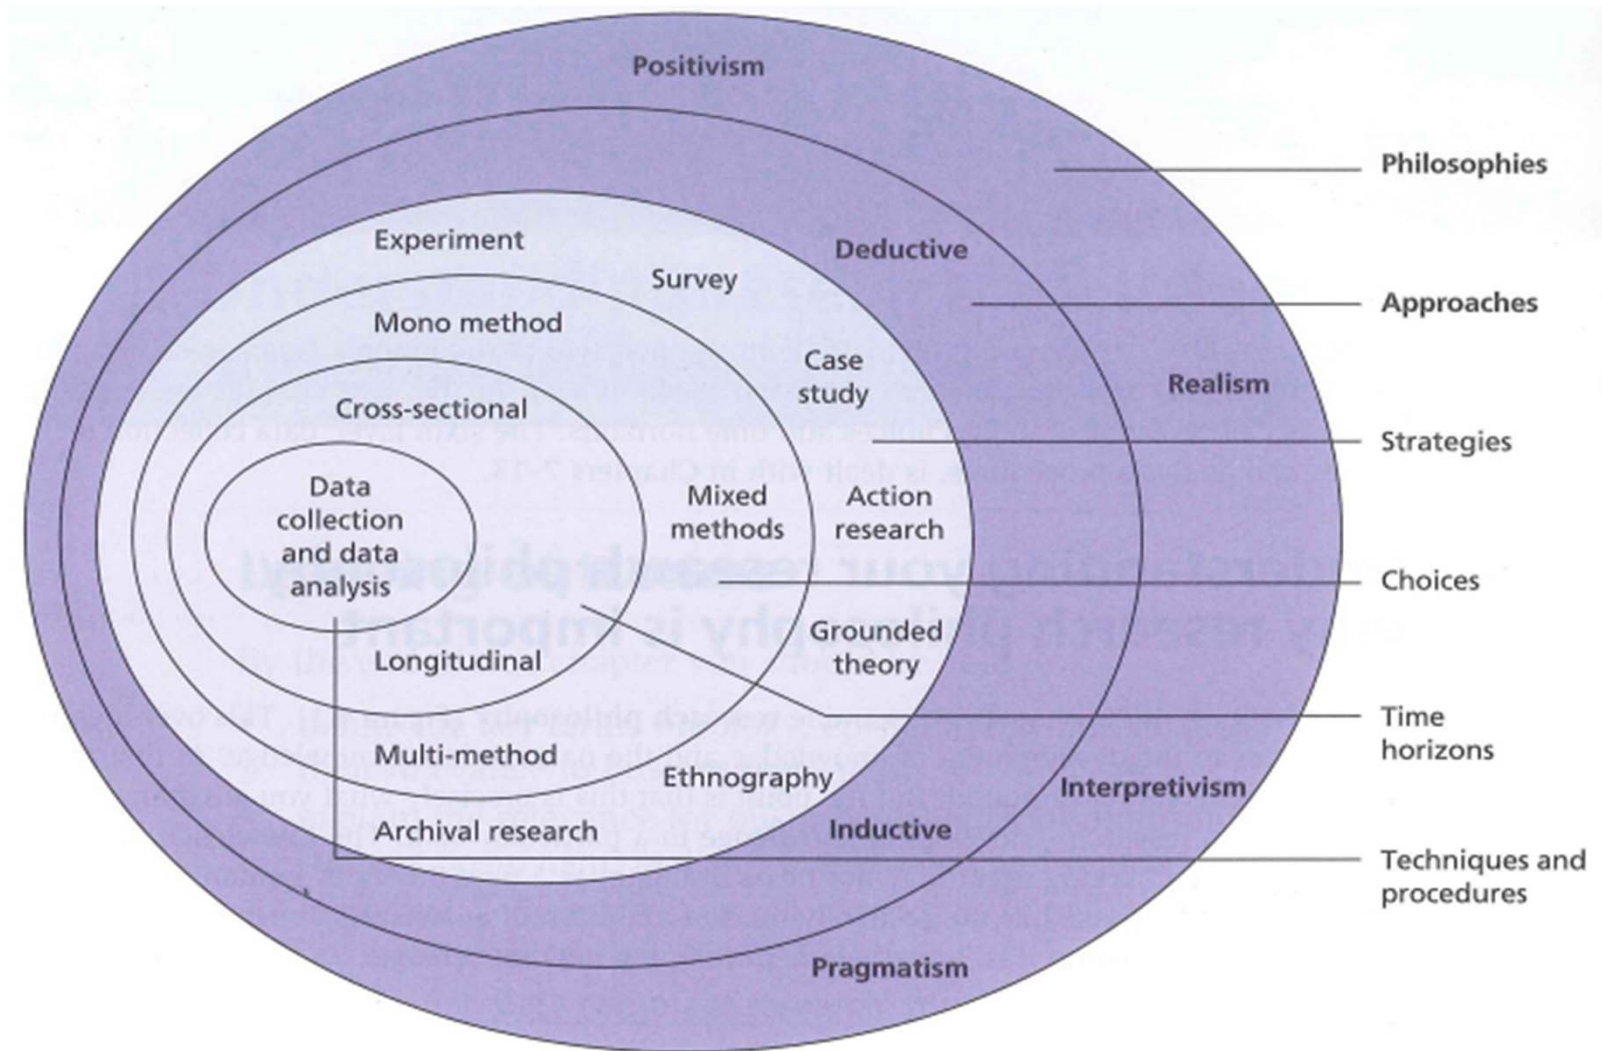 Positivism
Philosophies
Experiment
Deductive
Survey
Approaches
Mono method
Case
study
Realism
Cross-sectional
Strategies
Data
collection
and data
analysis
Mixed
methods
Action
research
Choices
Grounded
theory
Longitudinal
Time
horizons
Multi-method
Ethnography
Interpretivism
Archival research
Inductive
Techniques and
procedures
Pragmatism